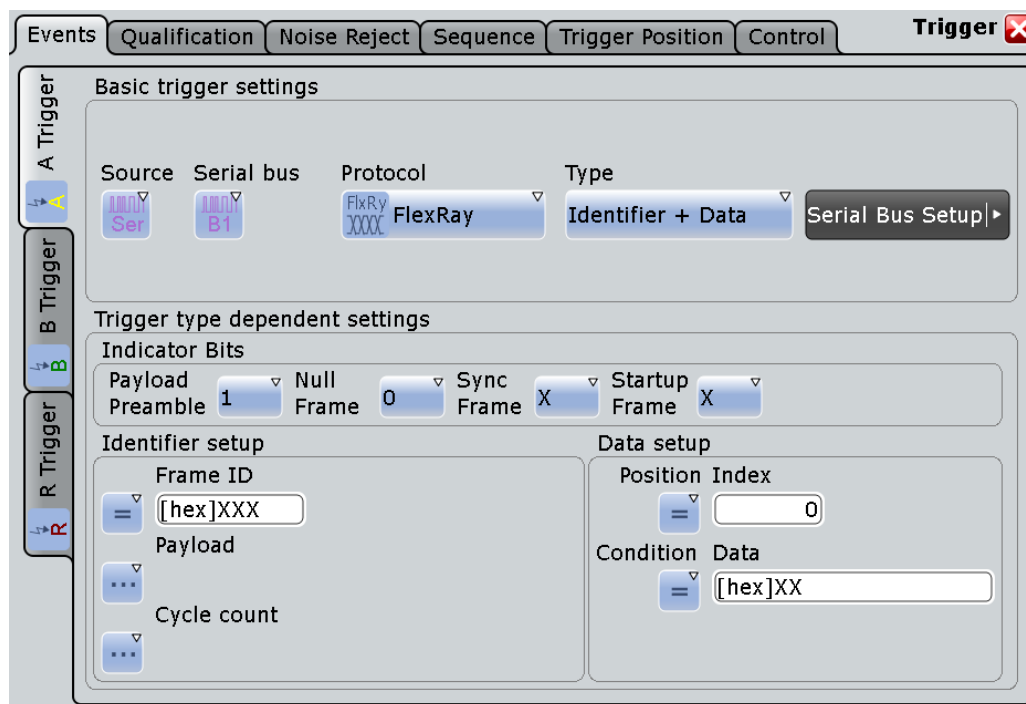 Events Qualification Noise Reject Sequence Trigger Position Control Trigger
A Trigger
A
B Trigger
B
R Trigger
R
Basic trigger settings
Source Serial bus Protocol Type
Ser B1 FlxRy XXXX FlexRay Identifier + Data Serial Bus Setup
Trigger type dependent settings
Indicator Bits
Payload Preamble 1 Null Frame 0 Sync Frame X Startup Frame X
Identifier setup
Frame ID
= [hex]XXX
Payload
...
Cycle count
...
Data setup
Position Index
= 0
Condition Data
= [hex]XX